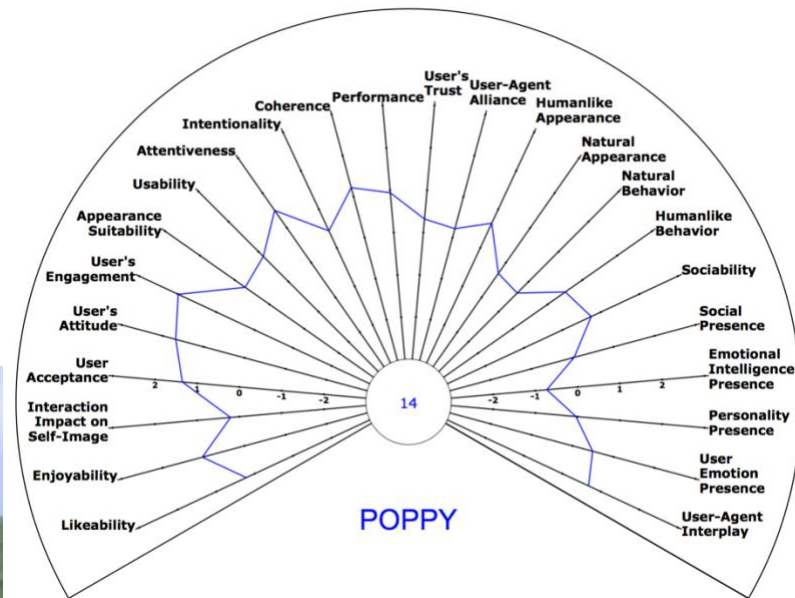 Likeability
Enjoyability
Interaction
Impact on
Self-Image
User
Acceptance
User's
Attitude
User's
Engagement
Appearance
Suitability
Usability
Attentiveness
Intentionality
Coherence
Performance
User's
Trust
User-Agent
Alliance
Humanlike
Appearance
Natural
Appearance
Natural
Behavior
Humanlike
Behavior
Sociability
Social
Presence
Emotional
Intelligence
Presence
Personality
Presence
User
Emotion
Presence
User-Agent
Interplay
2 1 0 -1 -2
-2 -1 0 1 2
14
POPPY